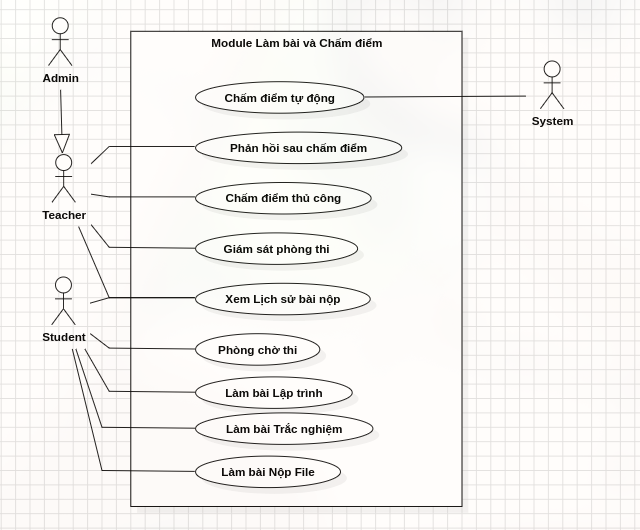 Module Làm bài và Chấm điểm
Admin
Chấm điểm tự động
System
Phản hồi sau chấm điểm
Chấm điểm thủ công
Teacher
Giám sát phòng thi
Xem Lịch sử bài nộp
Student
Phòng chờ thi
Làm bài Lập trình
Làm bài Trắc nghiệm
Làm bài Nộp File